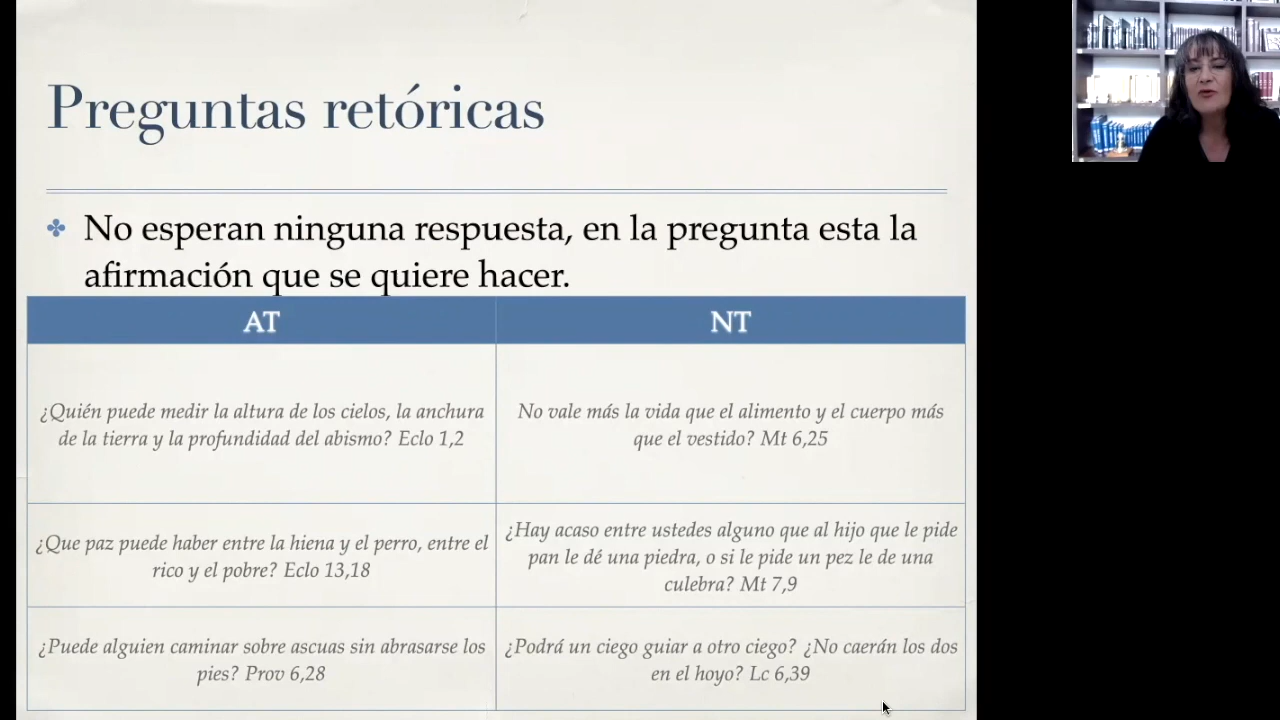 Preguntas retóricas
No esperan ninguna respuesta, en la pregunta esta la
afirmación que se quiere hacer.
AT
NT
¿Quién puede medir la altura de los cielos, la anchura
de la tierra y la profundidad del abismo? Eclo 1,2
No vale más la vida que el alimento y el cuerpo más
que el vestido? Mt 6,25
¿Que paz puede haber entre la hiena y el perro, entre el
rico y el pobre? Eclo 13,18
¿Hay acaso entre ustedes alguno que al hijo que le pide
pan le dé una piedra, o si le pide un pez le de una
culebra? Mt 7,9
¿Puede alguien caminar sobre ascuas sin abrasarse los
pies? Prov 6,28
¿Podrá un ciego guiar a otro ciego? ¿No caerán los dos
en el hoyo? Lc 6,39